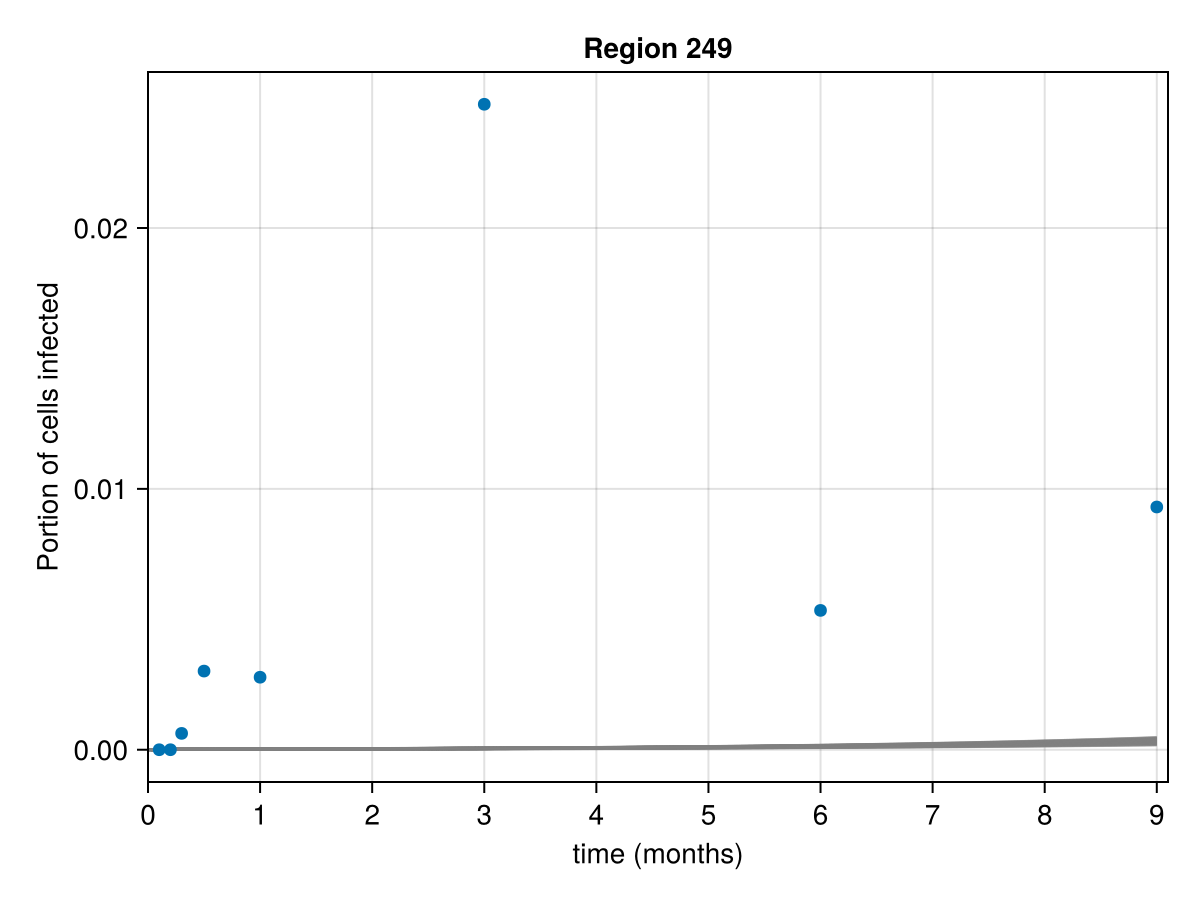 Region 249
Portion of cells infected
0.02
0.01
0.00
0 1 2 3 4 5 6 7 8 9
time (months)